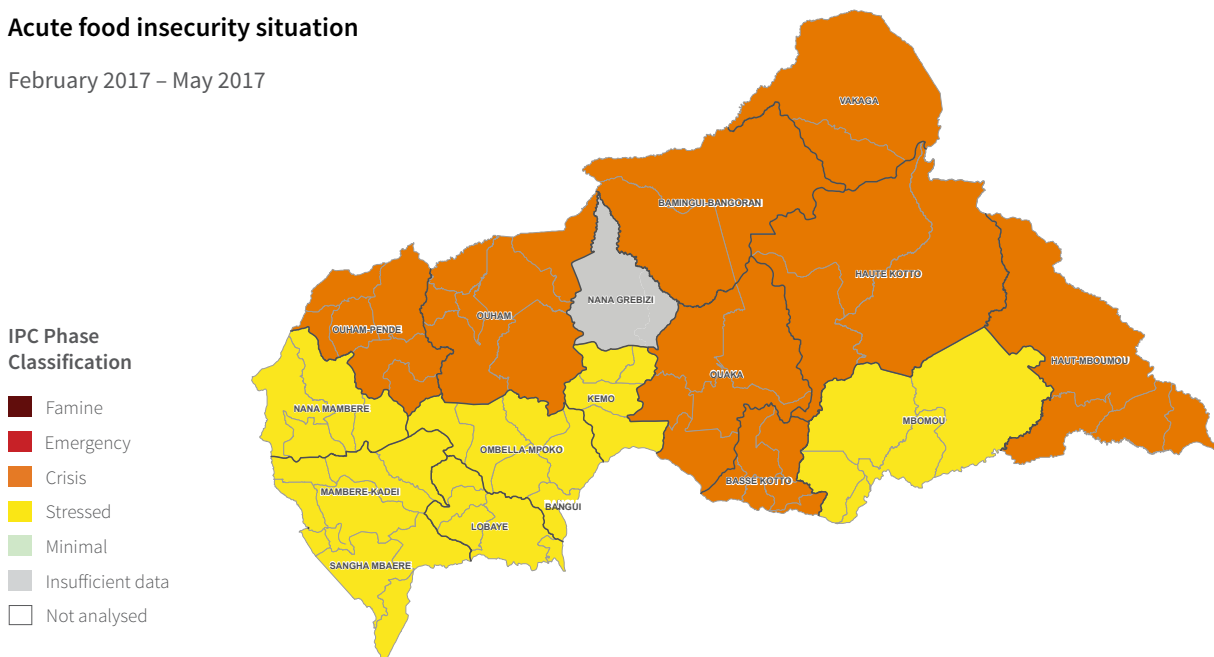 Acute food insecurity situation
February 2017 – May 2017
VAKAGA
BAMINGUI-BANGORAN
HAUTE KOTTO
NANA GREBIZI
OUHAM
OUHAM-PENDE
HAUT-MBOUMOU
OUAKA
KEMO
NANA MAMBERE
MBOMOU
OMBELLA-MPOKO
BASSE KOTTO
MAMBERE-KADEI
BANGUI
LOBAYE
SANGHA MBAERE
IPC Phase
Classification
Famine
Emergency
Crisis
Stressed
Minimal
Insufficient data
Not analysed